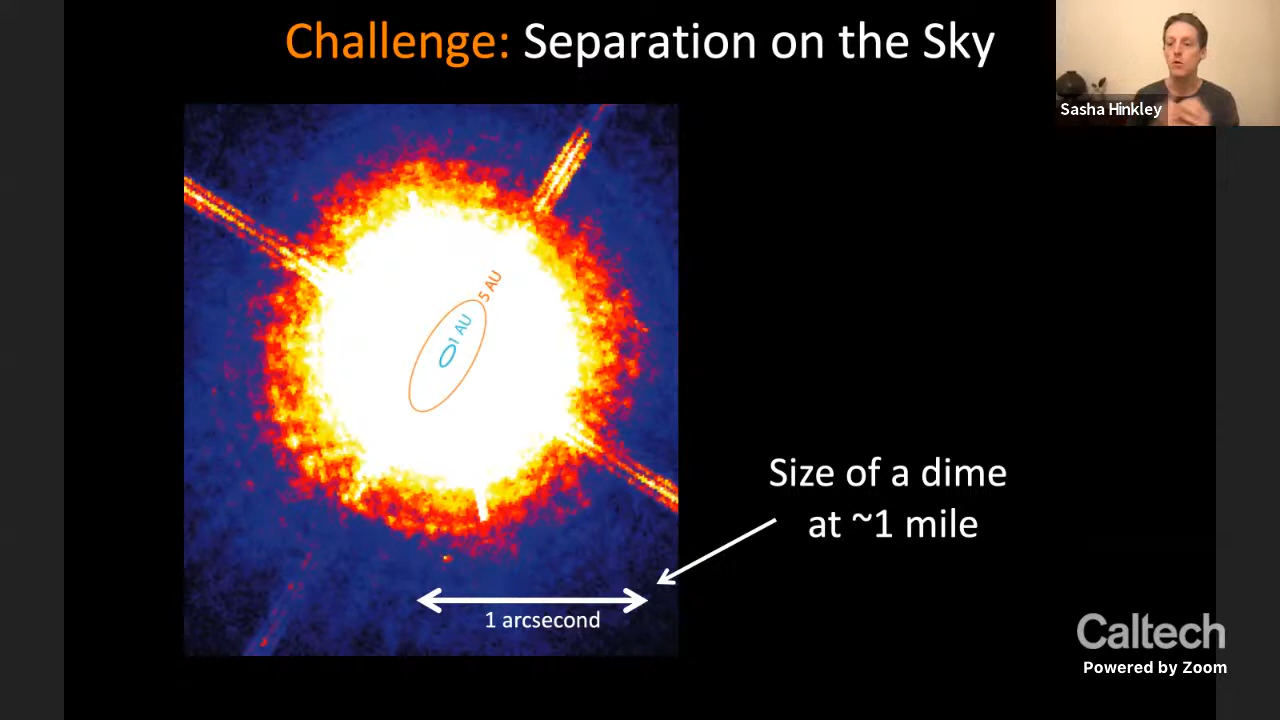 Challenge: Separation on the Sky
Sasha Hinkley
5 AU
1 AU
Size of a dime
at ~1 mile
1 arcsecond
Caltech
Powered by Zoom